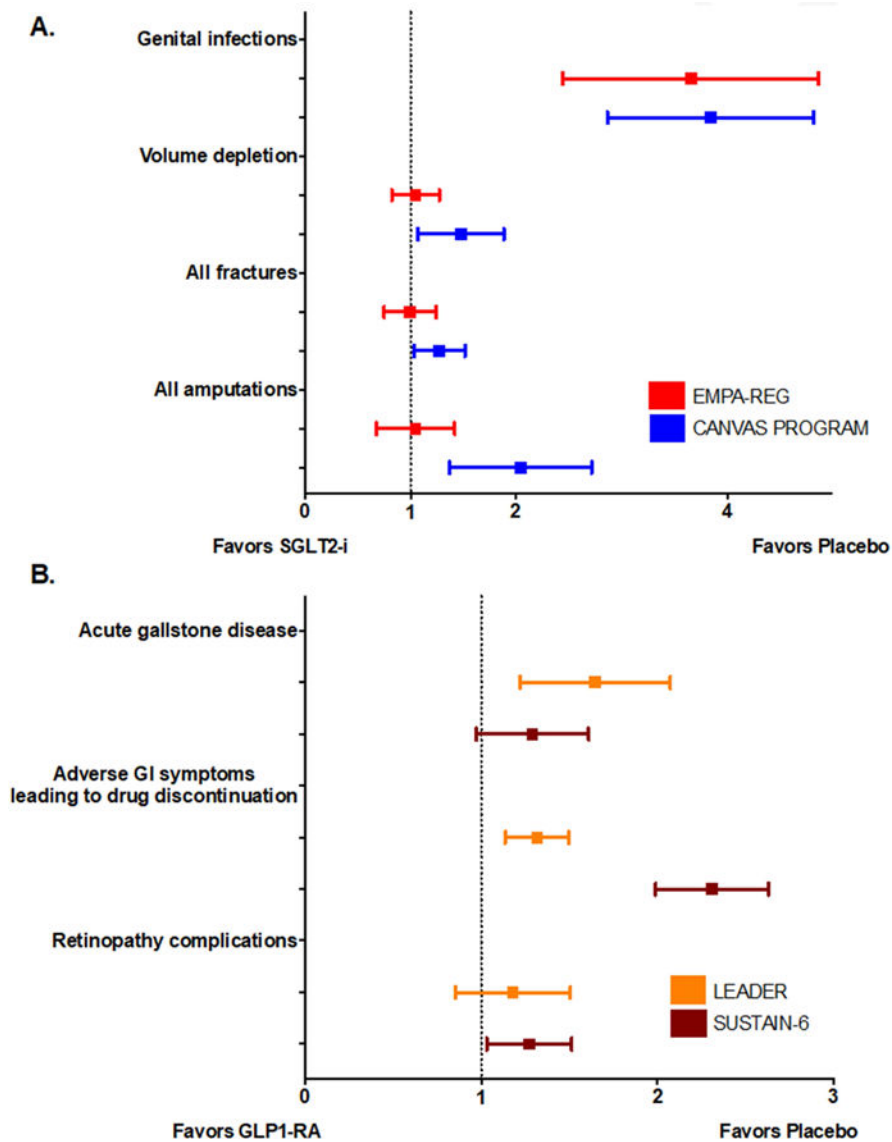 A.
Genital infections
Volume depletion
All fractures
All amputations
EMPA-REG
CANVAS PROGRAM
0 1 2 4
Favors SGLT2-i Favors Placebo
B.
Acute gallstone disease
Adverse GI symptoms
leading to drug discontinuation
Retinopathy complications
LEADER
SUSTAIN-6
0 1 2 3
Favors GLP1-RA Favors Placebo